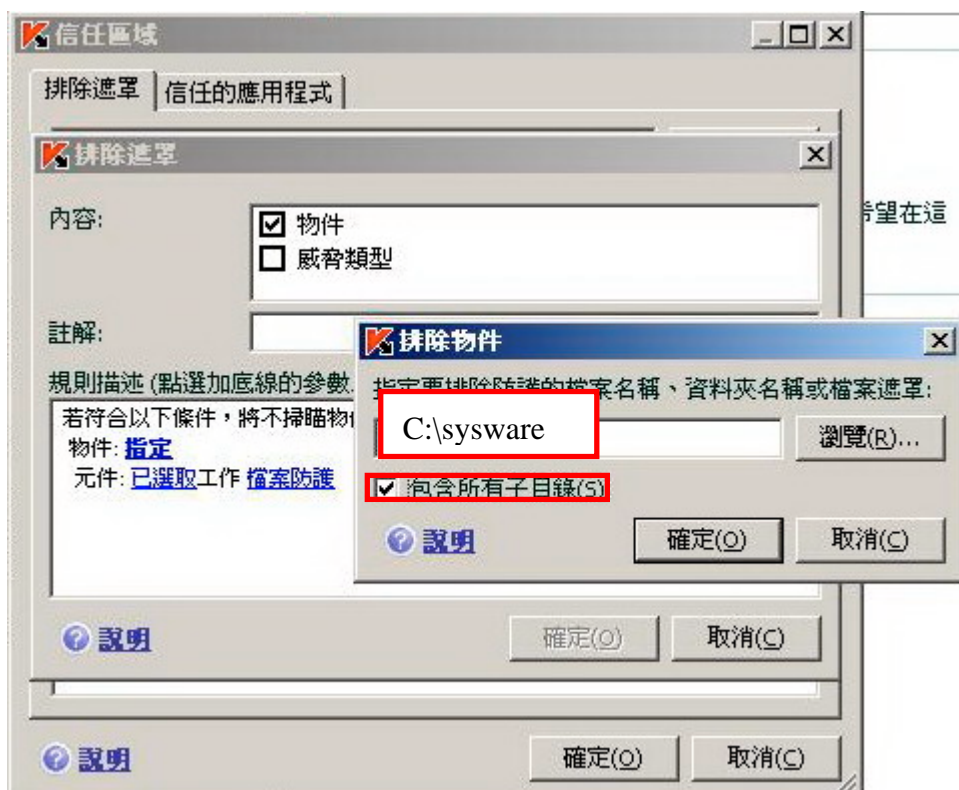 信任區域
排除遮罩 信任的應用程式
排除遮罩
內容:
物件
威脅類型
希望在這
註解:
排除物件
規則描述 (點選加底線的參數
指定要排除防護的檔案名稱、資料夾名稱或檔案遮罩:
若符合以下條件，將不掃瞄物件
C:\sysware
瀏覽(R)...
物件: 指定
元件: 已選取工作 檔案防護
包含所有子目錄(S)
說明 確定(O) 取消(C)
說明 確定(O) 取消(C)
說明 確定(O) 取消(C)